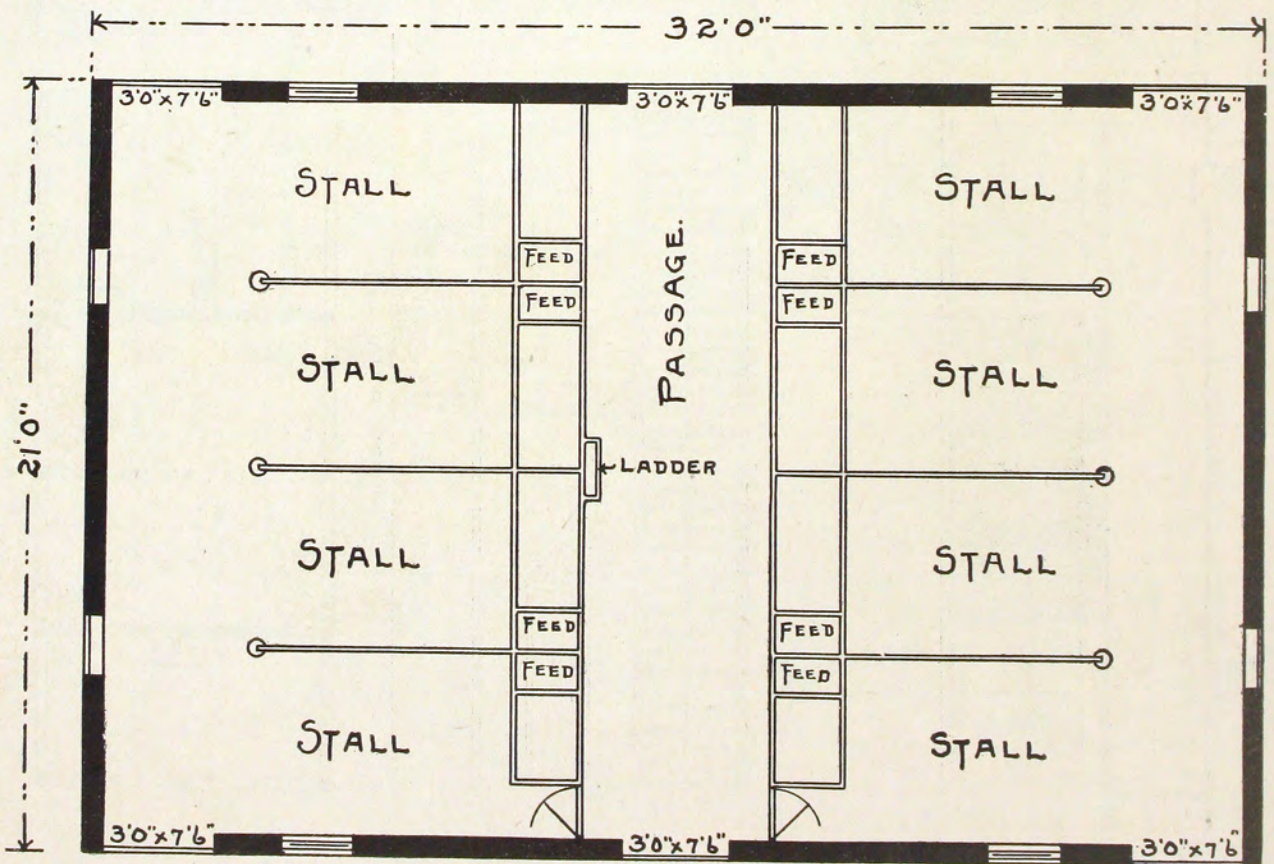 32'0"
3'0"x7'6"
3'0"x7'6"
3'0"x7'6"
STALL
STALL
PASSAGE.
FEED
FEED
FEED
FEED
STALL
STALL
21'0"
LADDER
STALL
STALL
FEED
FEED
FEED
FEED
STALL
STALL
3'0"x7'6"
3'0"x7'6"
3'0"x7'6